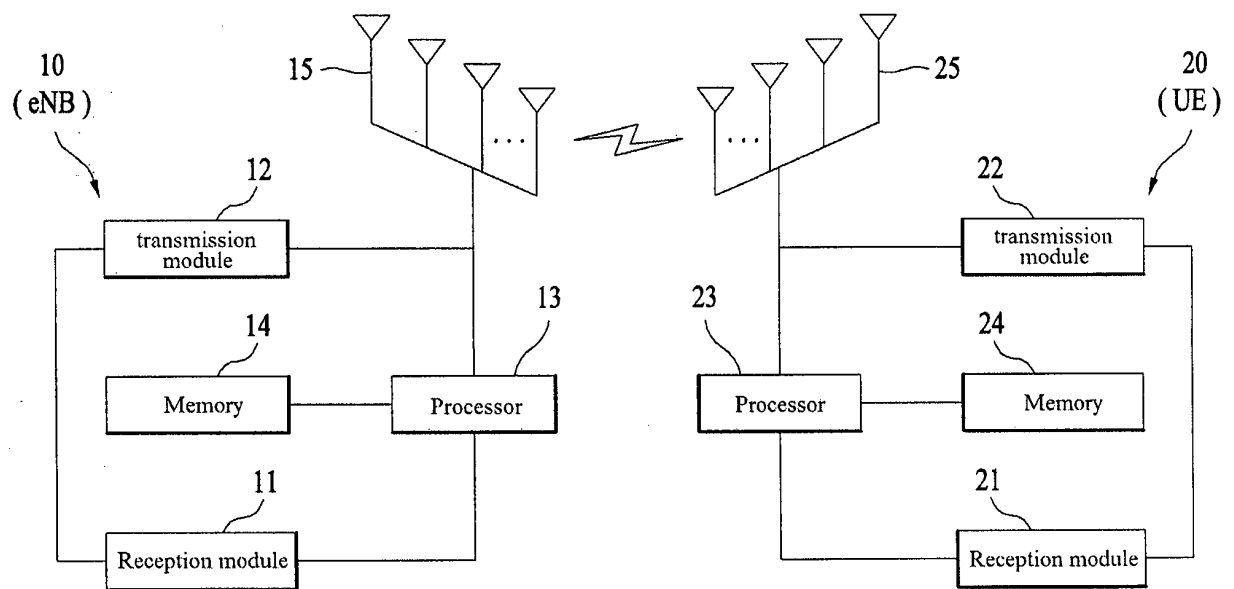 10
( eNB )
15
25
20
( UE )
12
transmission
module
22
transmission
module
14
Memory
13
Processor
23
Processor
24
Memory
11
Reception module
21
Reception module
...
...